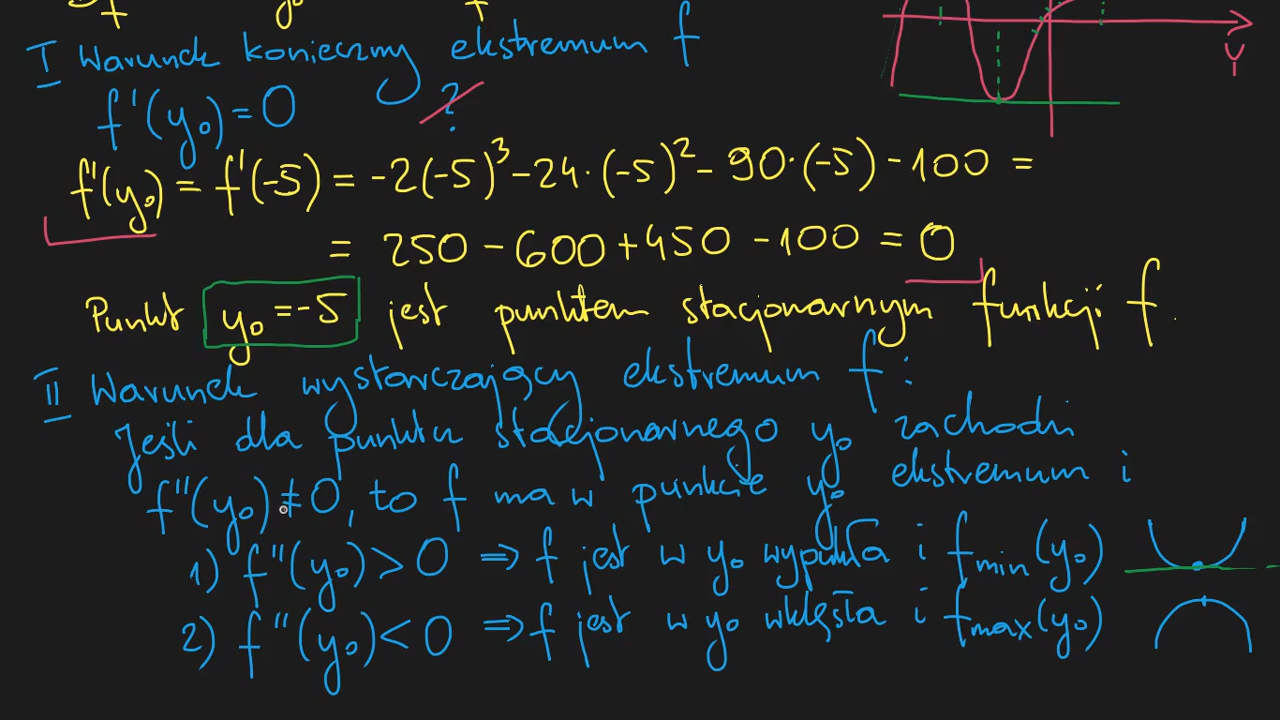 f y₀ f
I Warunek konieczny ekstremum f
Y
f'(y₀) = 0 ?
f'(y₀) = f'(-5) = -2(-5)³ - 24·(-5)² - 90·(-5) - 100 =
= 250 - 600 + 450 - 100 = 0
Punkt y₀ = -5 jest punktem stacjonarnym funkcji f.
II Warunek wystarczający ekstremum f:
Jeśli dla punktu stacjonarnego y₀ zachodzi
f''(y₀) ≠ 0, to f ma w punkcie y₀ ekstremum i
1) f''(y₀) > 0 ⇒ f jest w y₀ wypukła i fmin(y₀)
2) f''(y₀) < 0 ⇒ f jest w y₀ wklęsła i fmax(y₀)